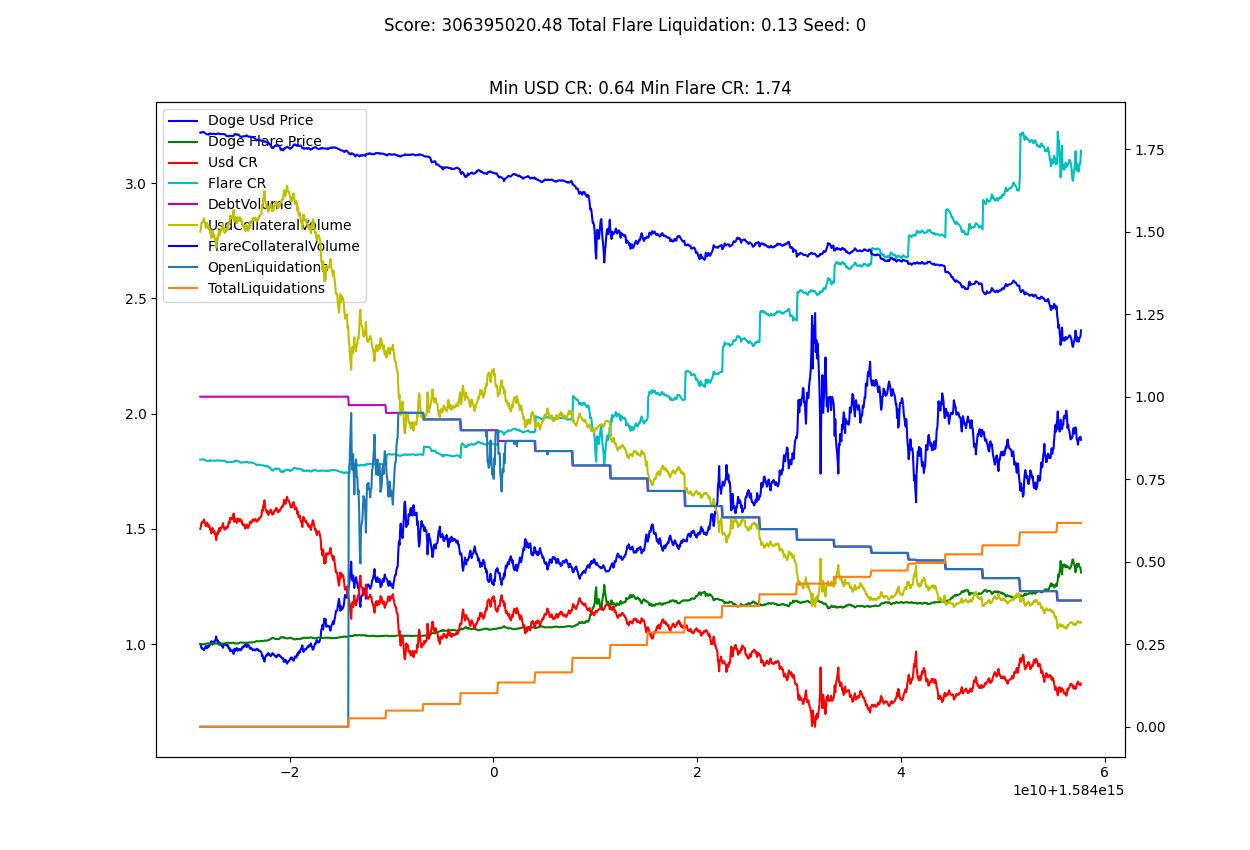 Score: 306395020.48 Total Flare Liquidation: 0.13 Seed: 0
Min USD CR: 0.64 Min Flare CR: 1.74
Doge Usd Price
Doge Flare Price
Usd CR
Flare CR
DebtVolume
UsdCollateralVolume
FlareCollateralVolume
OpenLiquidations
TotalLiquidations
3.0
2.5
2.0
1.5
1.0
1.75
1.50
1.25
1.00
0.75
0.50
0.25
0.00
−2
0
2
4
6
1e10+1.584e15